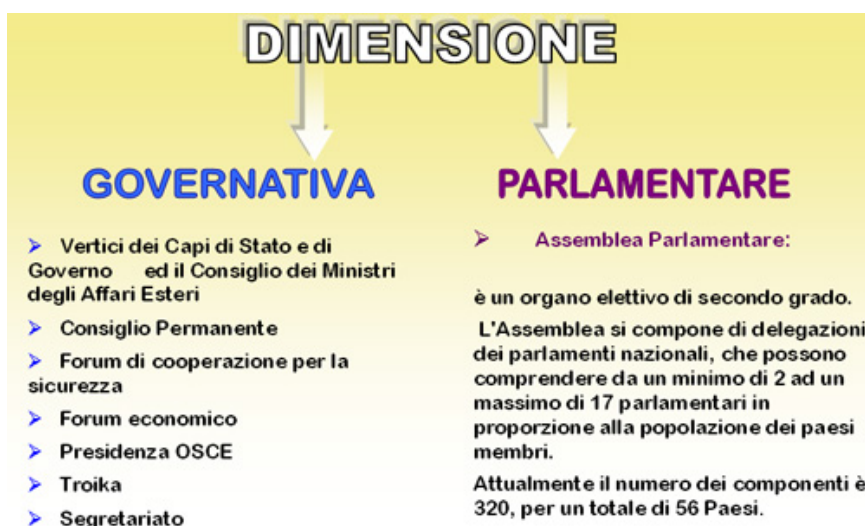 DIMENSIONE
GOVERNATIVA
➢ Vertici dei Capi di Stato e di
Governo ed il Consiglio dei Ministri
degli Affari Esteri
➢ Consiglio Permanente
➢ Forum di cooperazione per la
sicurezza
➢ Forum economico
➢ Presidenza OSCE
➢ Troika
➢ Segretariato
PARLAMENTARE
➢ Assemblea Parlamentare:
è un organo elettivo di secondo grado.
L'Assemblea si compone di delegazioni
dei parlamenti nazionali, che possono
comprendere da un minimo di 2 ad un
massimo di 17 parlamentari in
proporzione alla popolazione dei paesi
membri.
Attualmente il numero dei componenti è
320, per un totale di 56 Paesi.